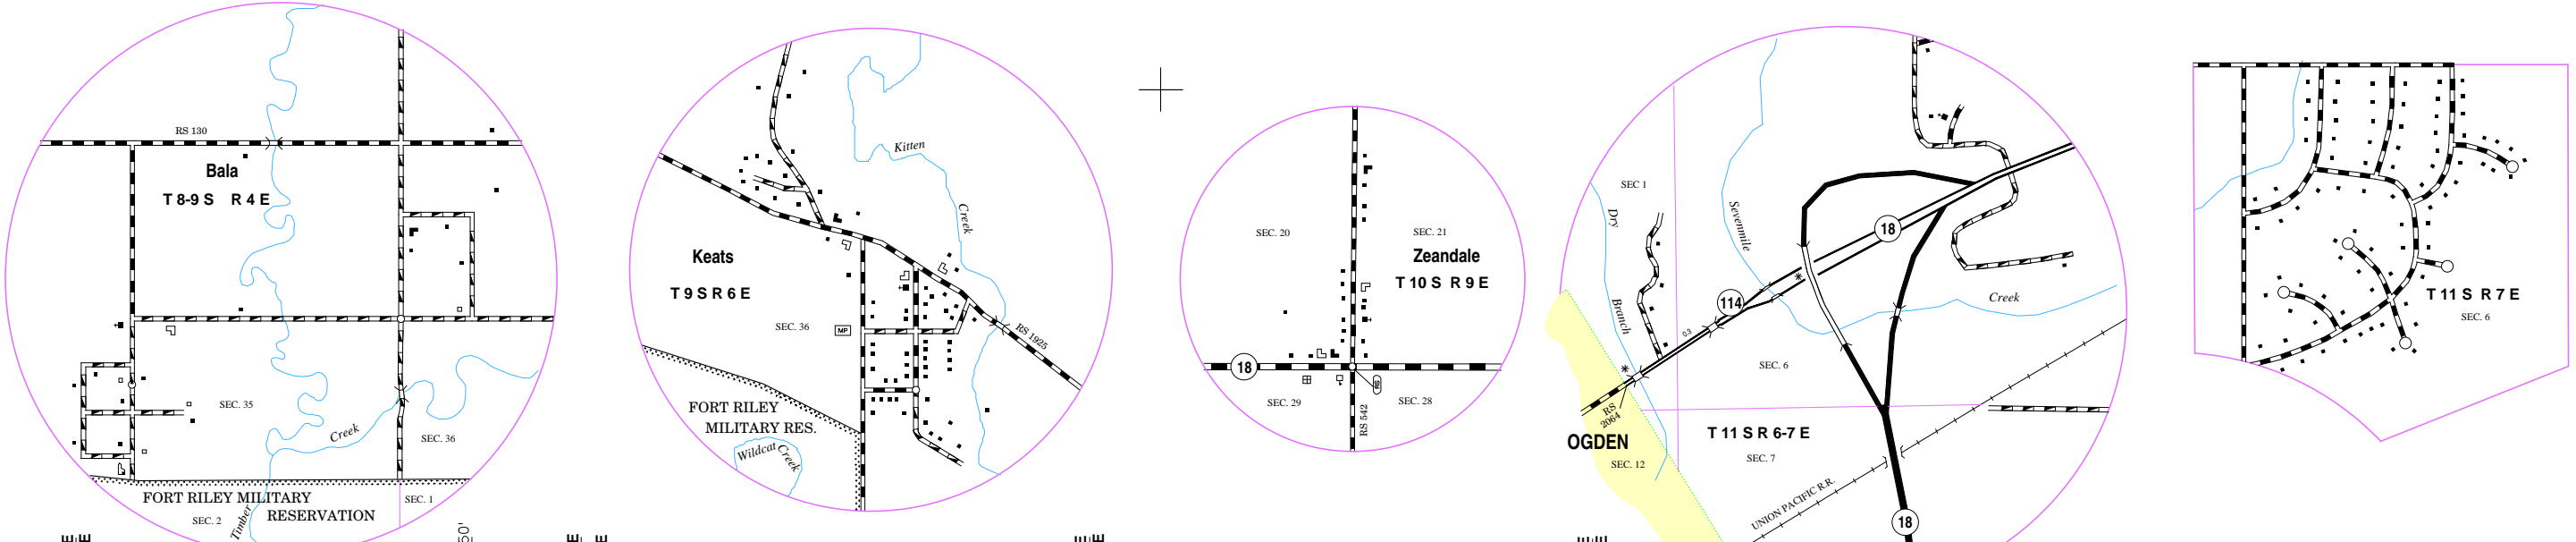 RS 130
Bala
T 8-9 S R 4 E
SEC. 35
Creek
SEC. 36
FORT RILEY MILITARY
RESERVATION
SEC. 1
SEC. 2
Timber
50'
Kitten
Creek
Keats
T 9 S R 6 E
SEC. 36
MP
RS 1925
FORT RILEY
MILITARY RES.
Wildcat Creek
SEC. 20
SEC. 21
Zeandale
T 10 S R 9 E
18
SEC. 29
SEC. 28
RS 542
SEC 1
Dry
Branch
Sevenmile
Creek
18
114
0.3
SEC. 6
RS
2064
OGDEN
SEC. 12
T 11 S R 6-7 E
SEC. 7
UNION PACIFIC R.R.
18
T 11 S R 7 E
SEC. 6